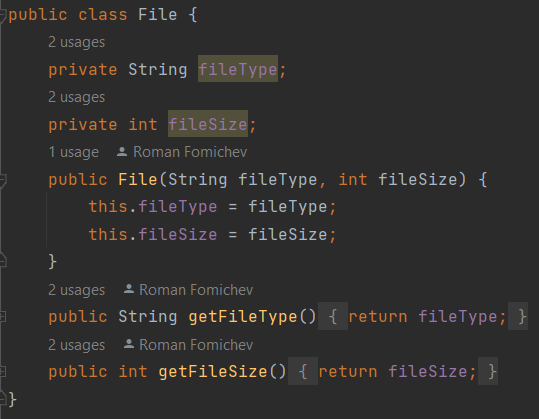 public class File {
2 usages
private String fileType;
2 usages
private int fileSize;
1 usage Roman Fomichev
public File(String fileType, int fileSize) {
this.fileType = fileType;
this.fileSize = fileSize;
}
2 usages Roman Fomichev
public String getFileType() { return fileType; }
2 usages Roman Fomichev
public int getFileSize() { return fileSize; }
}